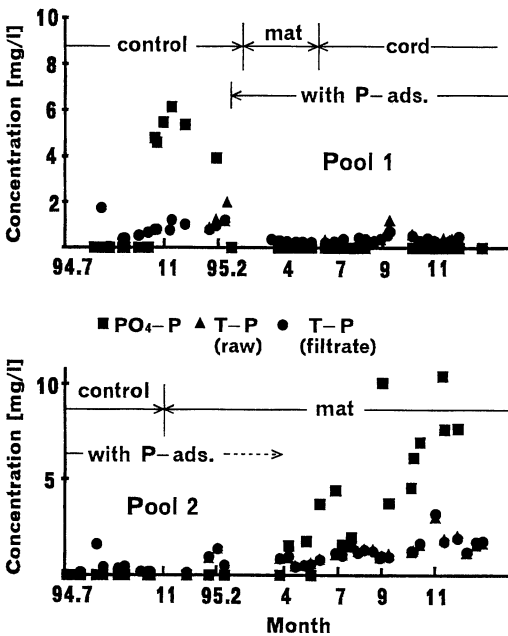 Concentration [mg/l]
10
8
6
4
2
control
mat
cord
with P-ads.
Pool 1
94.7
11
95.2
4
7
9
11
■ PO₄-P ▲ T-P ● T-P
(raw) (filtrate)
Concentration [mg/l]
10
5
control
mat
with P-ads.
Pool 2
94.7
11
95.2
4
7
9
11
Month